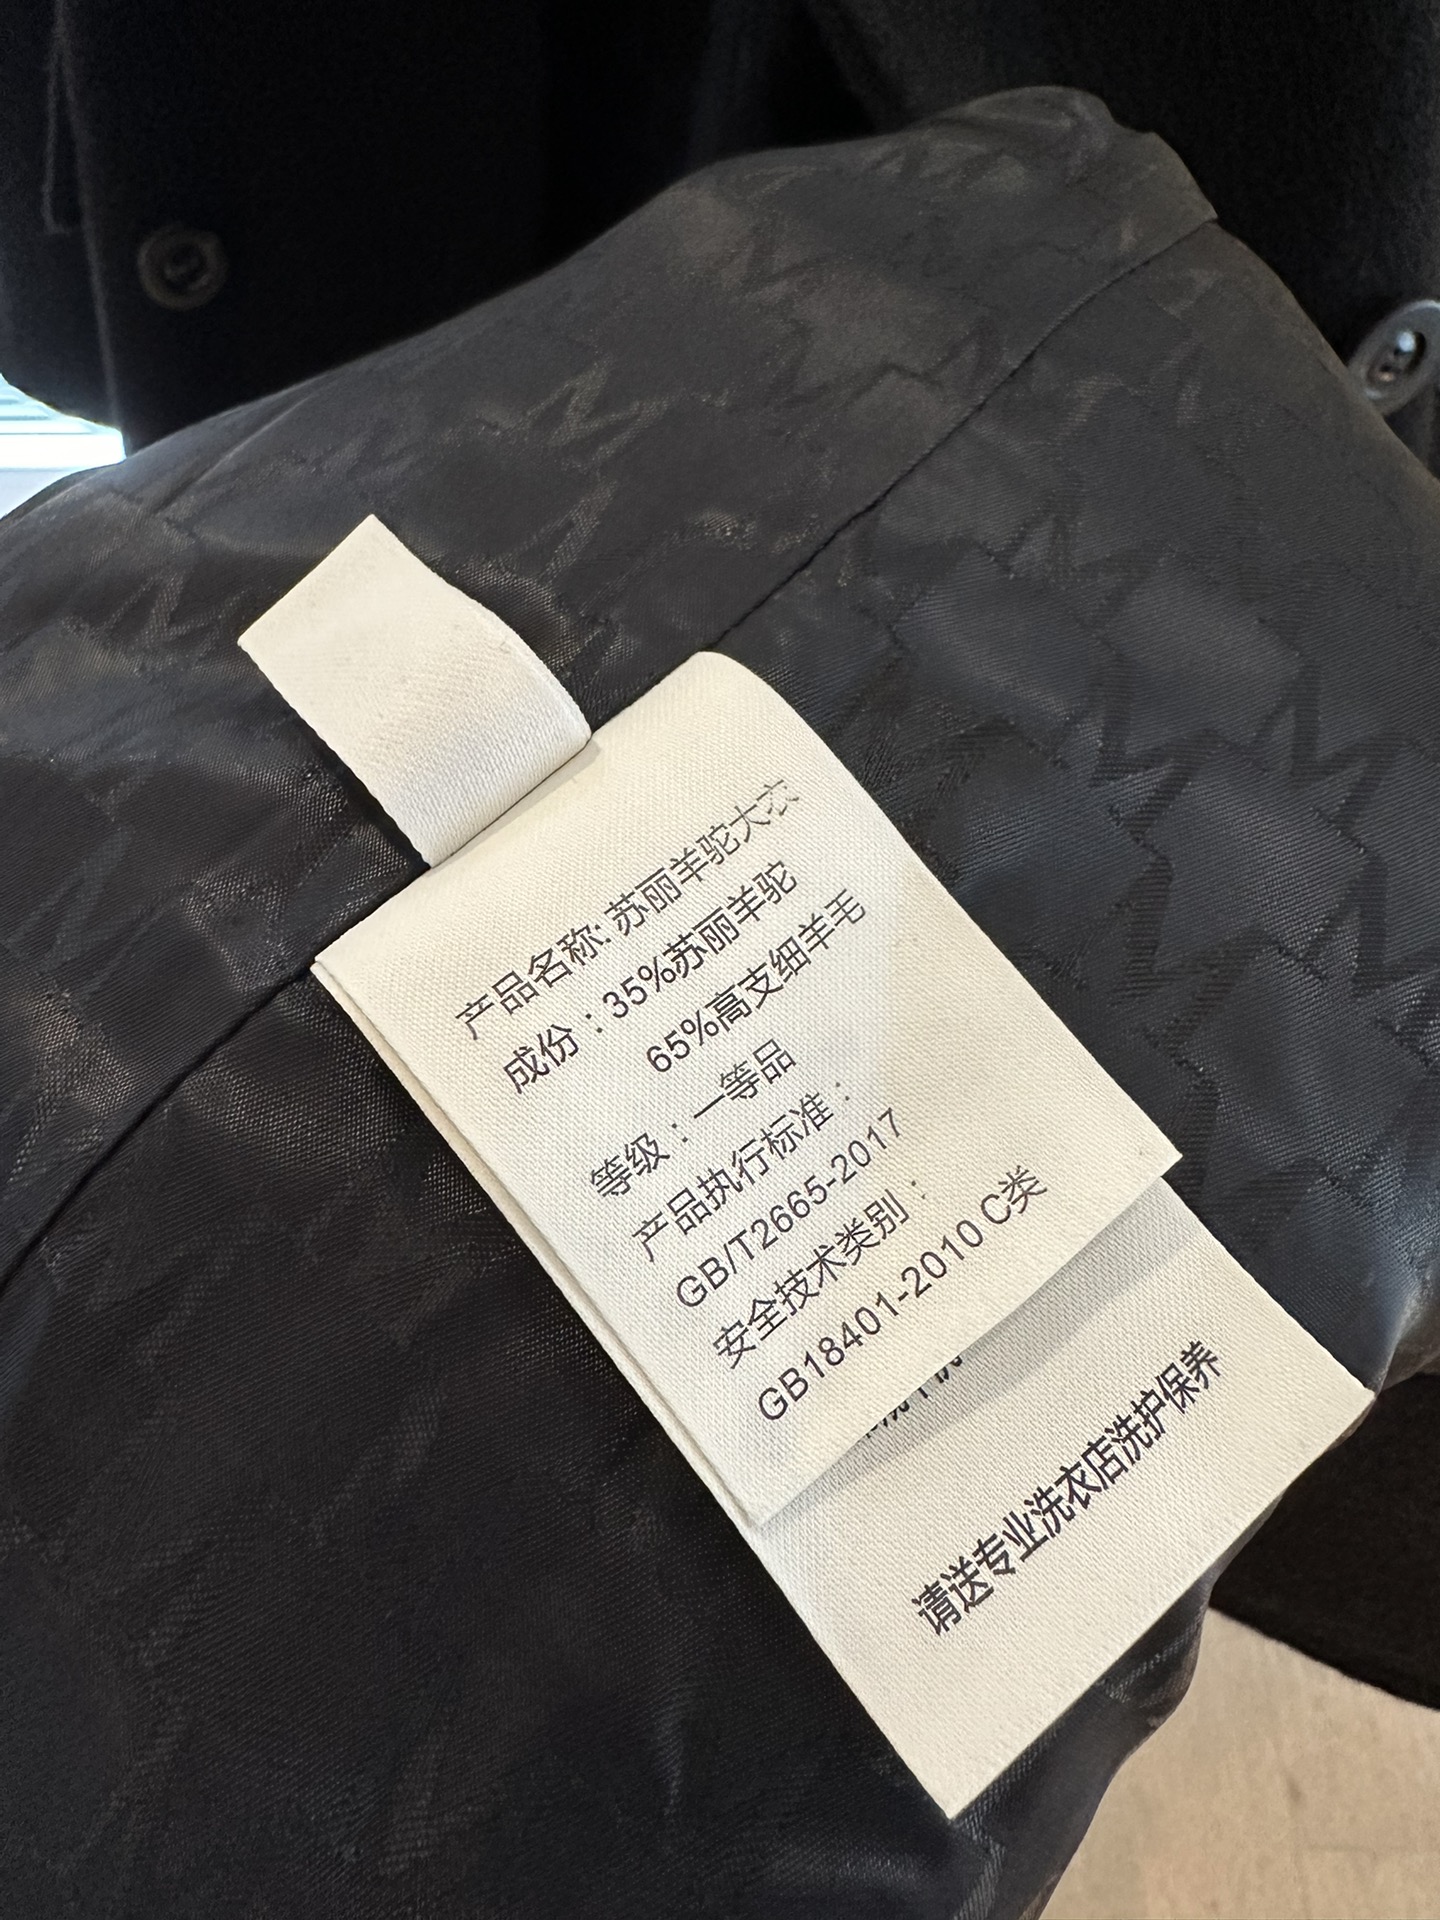 产品名称: 苏丽羊驼大衣
成份：35%苏丽羊驼
65%高支细羊毛
等级：一等品
产品执行标准：
GB/T2665-2017
安全技术类别：
GB18401-2010 C类
请送专业洗衣店洗护保养